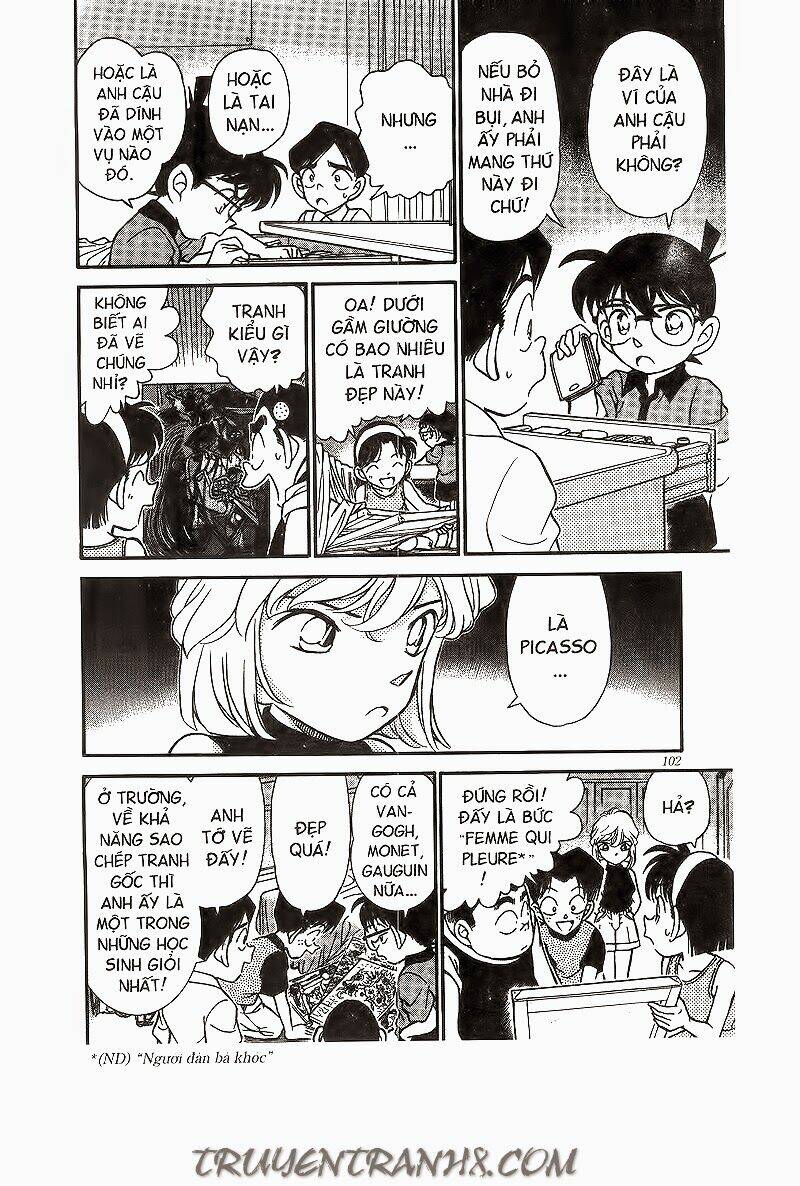 ĐÂY LÀ
VÍ CỦA
ANH CẬU
PHẢI
KHÔNG?
NẾU BỎ
NHÀ ĐI
BỤI, ANH
ẤY PHẢI
MANG THỨ
NÀY ĐI
CHỨ!
NHƯNG
...
HOẶC
LÀ TAI
NẠN...
HOẶC LÀ
ANH CẬU
ĐÃ DÍNH
VÀO MỘT
VỤ NÀO
ĐÓ.
OA! DƯỚI
GẦM GIƯỜNG
CÓ BAO NHIÊU
LÀ TRANH
ĐẸP NÀY!
TRANH
KIỂU GÌ
VẬY?
KHÔNG
BIẾT AI
ĐÃ VẼ
CHÚNG
NHỈ?
LÀ
PICASSO
...
102
HẢ?
ĐÚNG RỒI!
ĐẤY LÀ BỨC
"FEMME QUI
PLEURE*"
!
CÓ CẢ
VAN-
GOGH,
MONET,
GAUGUIN
NỮA...
ĐẸP
QUÁ!
ANH
TỚ VẼ
ĐẤY!
Ở TRƯỜNG,
VỀ KHẢ
NĂNG SAO
CHÉP TRANH
GỐC THÌ
ANH ẤY LÀ
MỘT TRONG
NHỮNG HỌC
SINH GIỎI
NHẤT!
*(ND) "Người đàn bà khóc"
TRUYENTRANH8.COM